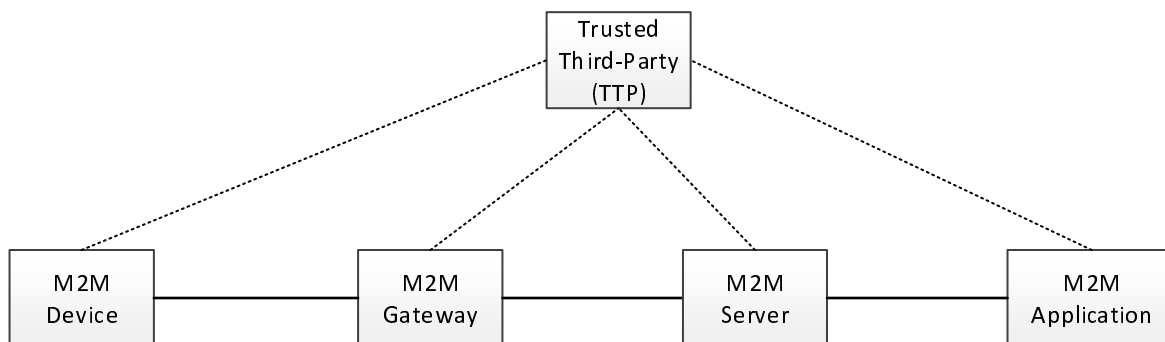 Trusted
Third-Party
(TTP)
M2M
Device
M2M
Gateway
M2M
Server
M2M
Application